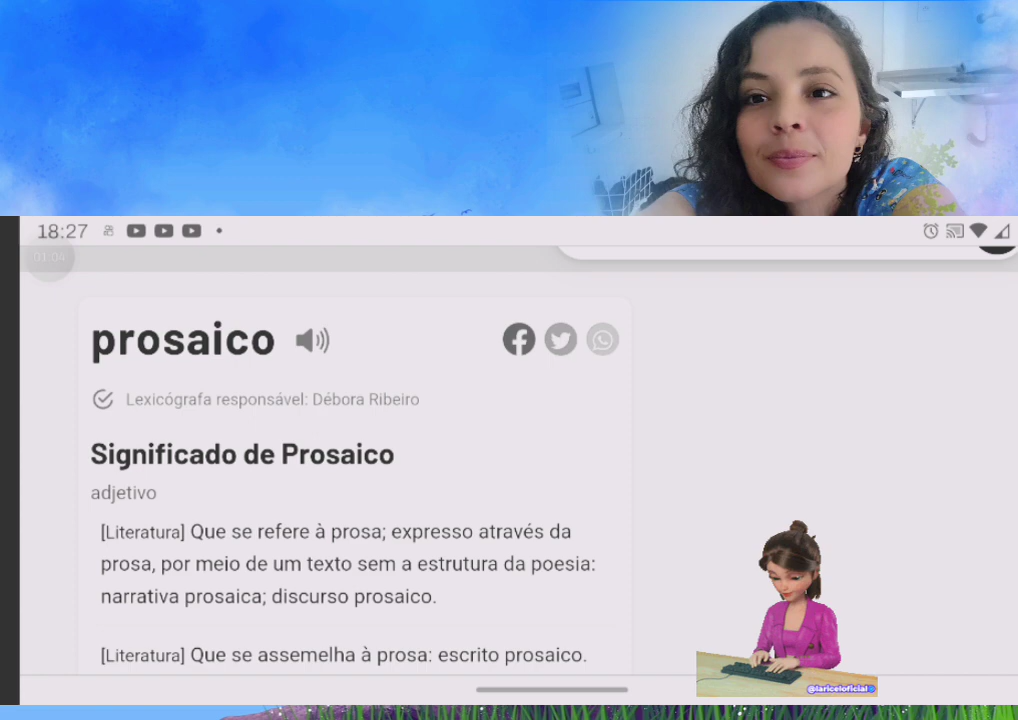 18:27
01:04
prosaico
Lexicógrafa responsável: Débora Ribeiro
Significado de Prosaico
adjetivo
[Literatura] Que se refere à prosa; expresso através da
prosa, por meio de um texto sem a estrutura da poesia:
narrativa prosaica; discurso prosaico.
[Literatura] Que se assemelha à prosa: escrito prosaico.
@lariceloficial